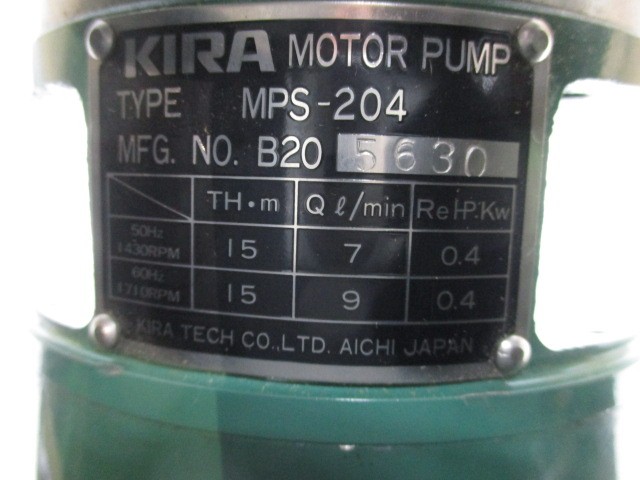 KIRA MOTOR PUMP
TYPE MPS-204
MFG. NO. B20 5630
TH・m Q ℓ/min Re H.P. Kw
50Hz
1430RPM 15 7 0.4
60Hz
1710RPM 15 9 0.4
KIRA TECH CO.,LTD. AICHI JAPAN